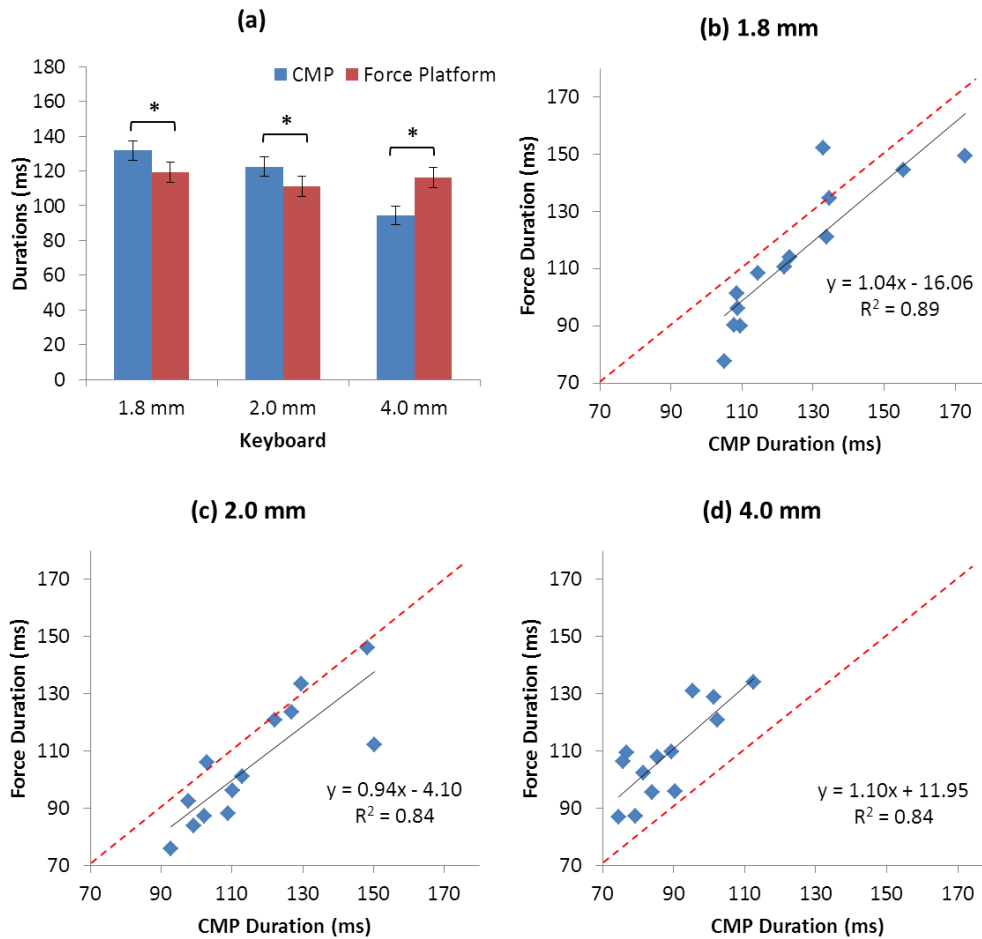 (a)
180
160
140
120
100
80
60
40
20
0
Durations (ms)
CMP
Force Platform
*
*
*
1.8 mm
2.0 mm
4.0 mm
Keyboard
(b) 1.8 mm
170
150
130
110
90
70
Force Duration (ms)
y = 1.04x - 16.06
R² = 0.89
70 90 110 130 150 170
CMP Duration (ms)
(c) 2.0 mm
170
150
130
110
90
70
Force Duration (ms)
y = 0.94x - 4.10
R² = 0.84
70 90 110 130 150 170
CMP Duration (ms)
(d) 4.0 mm
170
150
130
110
90
70
Force Duration (ms)
y = 1.10x + 11.95
R² = 0.84
70 90 110 130 150 170
CMP Duration (ms)